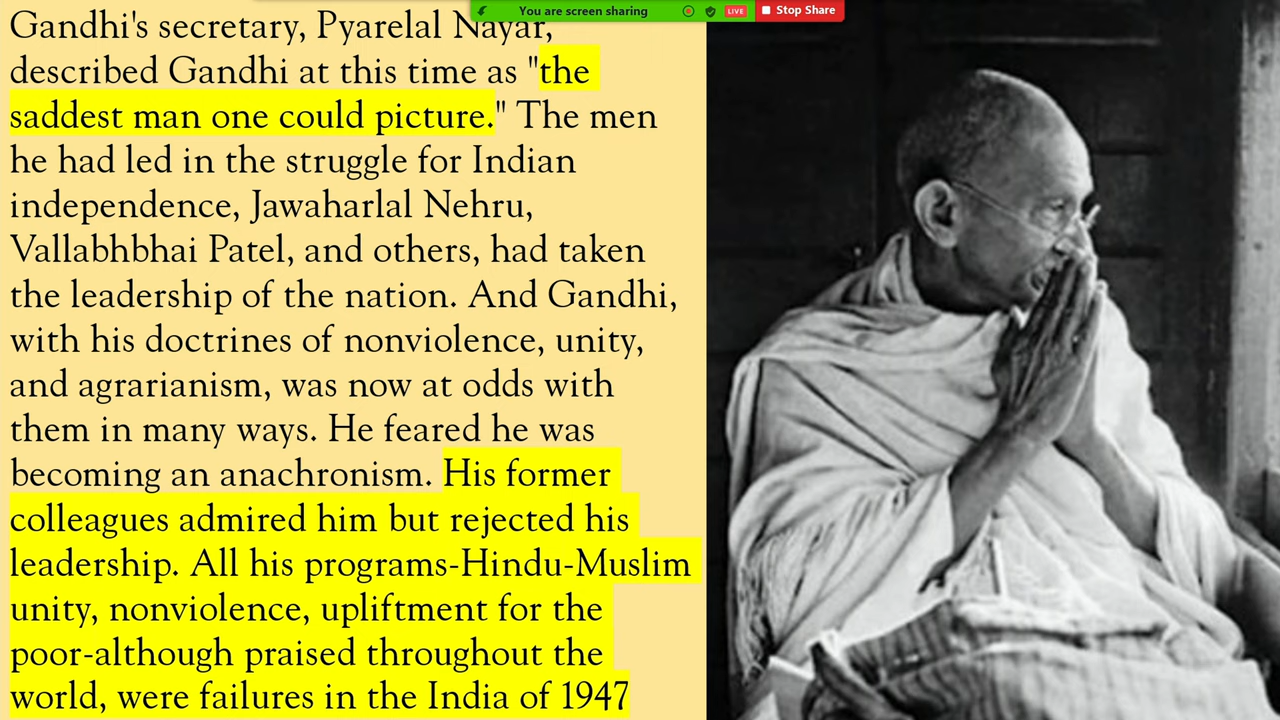 You are screen sharing LIVE Stop Share
Gandhi's secretary, Pyarelal Nayar,
described Gandhi at this time as "the
saddest man one could picture." The men
he had led in the struggle for Indian
independence, Jawaharlal Nehru,
Vallabhbhai Patel, and others, had taken
the leadership of the nation. And Gandhi,
with his doctrines of nonviolence, unity,
and agrarianism, was now at odds with
them in many ways. He feared he was
becoming an anachronism. His former
colleagues admired him but rejected his
leadership. All his programs-Hindu-Muslim
unity, nonviolence, upliftment for the
poor-although praised throughout the
world, were failures in the India of 1947